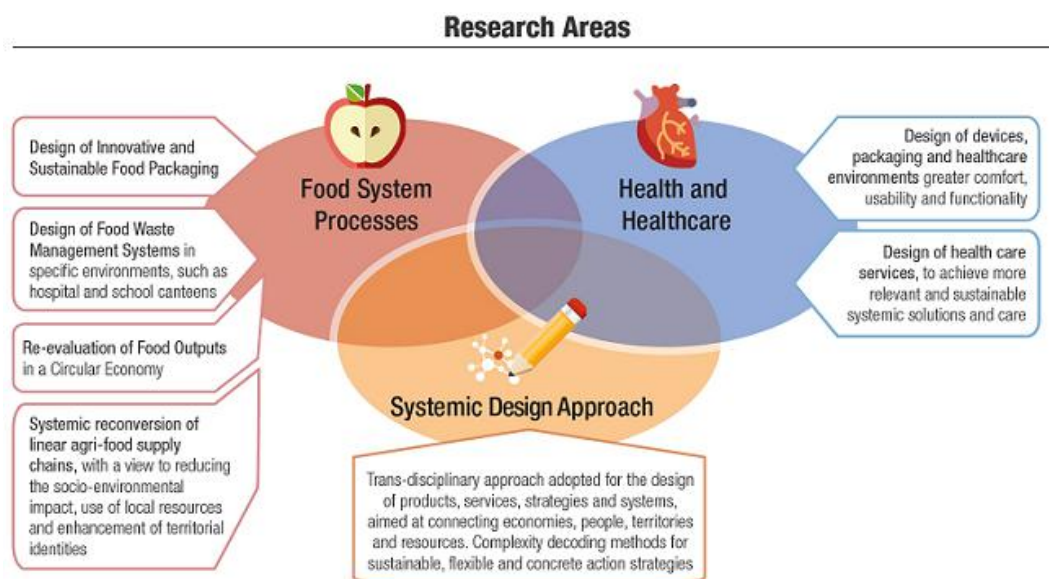 Research Areas
Food System
Processes
Health and
Healthcare
Systemic Design Approach
Design of Innovative and
Sustainable Food Packaging
Design of Food Waste
Management Systems in
specific environments, such as
hospital and school canteens
Re-evaluation of Food Outputs
in a Circular Economy
Systemic reconversion of
linear agri-food supply
chains, with a view to reducing
the socio-environmental
impact, use of local resources
and enhancement of territorial
identities
Design of devices,
packaging and healthcare
environments greater comfort,
usability and functionality
Design of health care
services, to achieve more
relevant and sustainable
systemic solutions and care
Trans-disciplinary approach adopted for the design
of products, services, strategies and systems,
aimed at connecting economies, people, territories
and resources. Complexity decoding methods for
sustainable, flexible and concrete action strategies